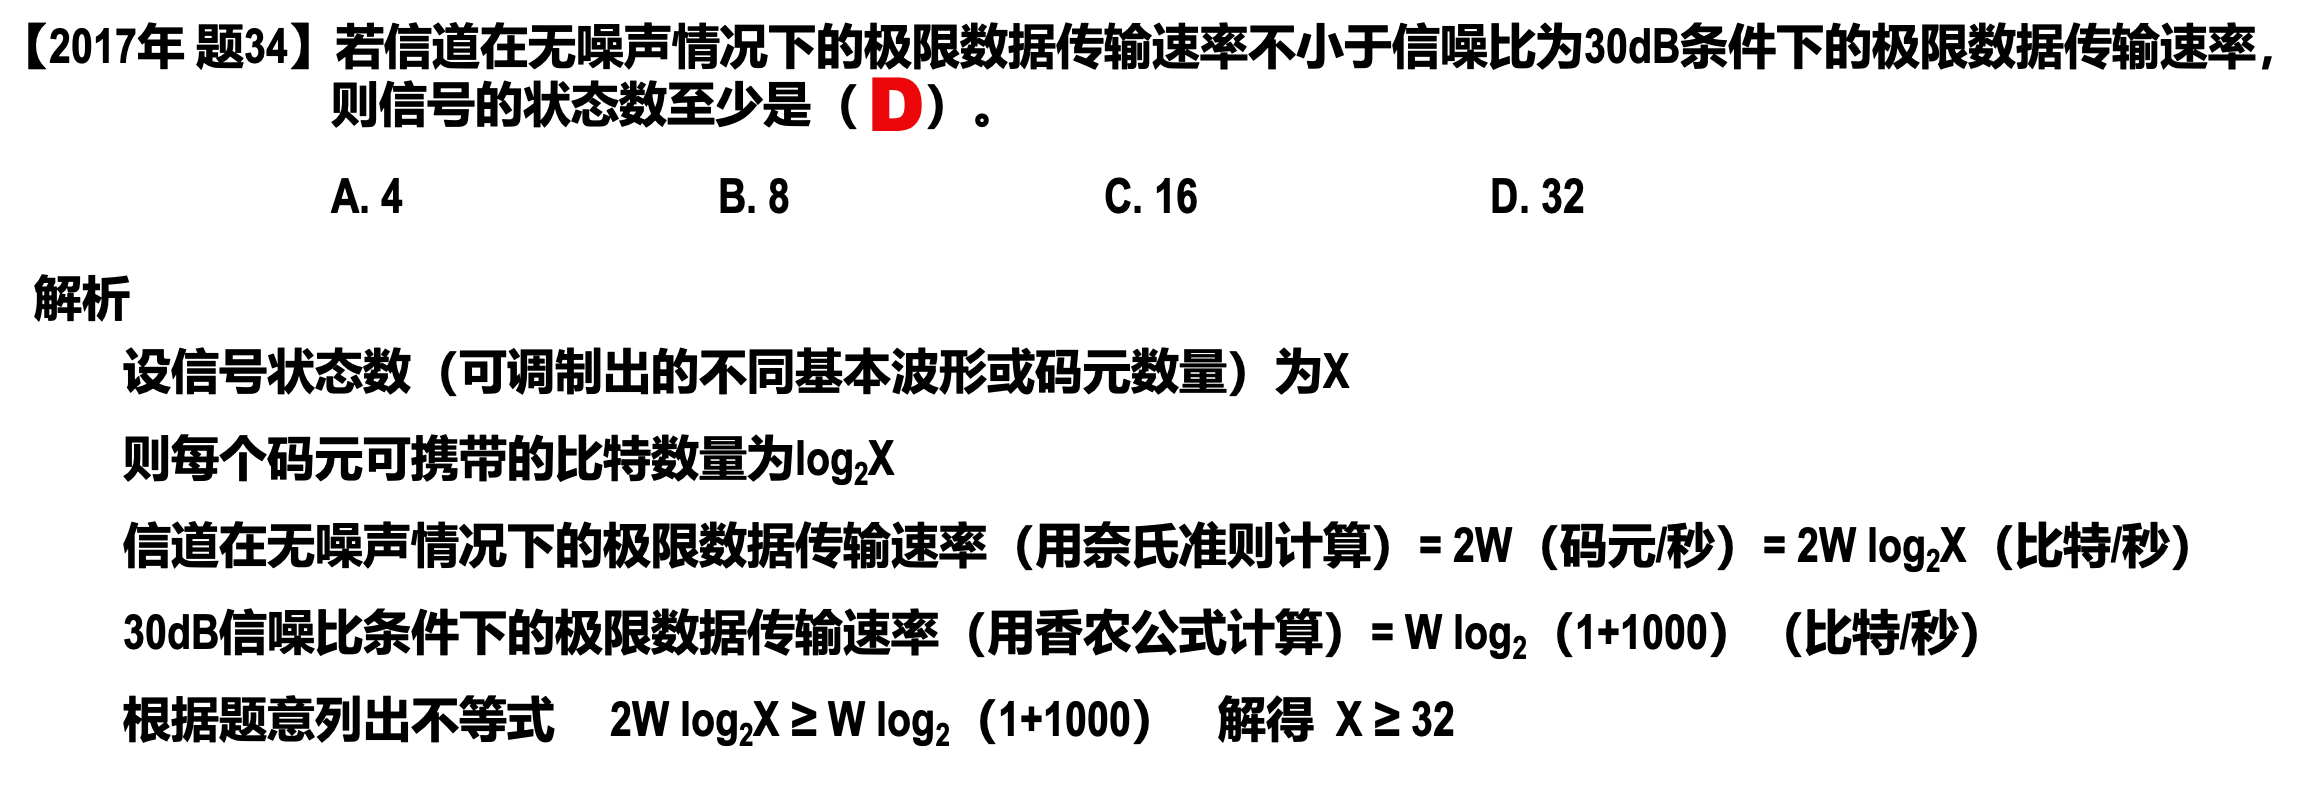 【2017年 题34】若信道在无噪声情况下的极限数据传输速率不小于信噪比为30dB条件下的极限数据传输速率，
则信号的状态数至少是（D）。
A. 4 B. 8 C. 16 D. 32
解析
设信号状态数（可调制出的不同基本波形或码元数量）为X
则每个码元可携带的比特数量为log₂X
信道在无噪声情况下的极限数据传输速率（用奈氏准则计算）= 2W（码元/秒）= 2W log₂X（比特/秒）
30dB信噪比条件下的极限数据传输速率（用香农公式计算）= W log₂（1+1000）（比特/秒）
根据题意列出不等式 2W log₂X ≥ W log₂（1+1000） 解得 X ≥ 32